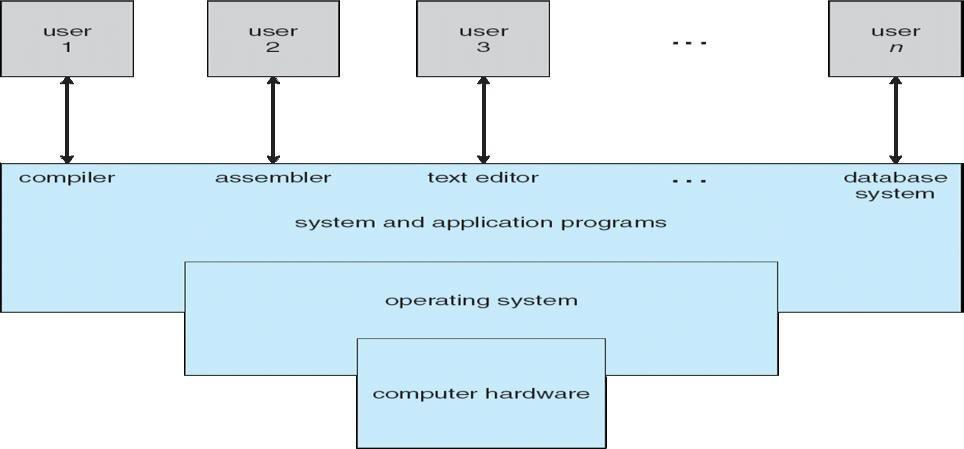 user
1
user
2
user
3
...
user
n
compiler
assembler
text editor
...
database
system
system and application programs
operating system
computer hardware